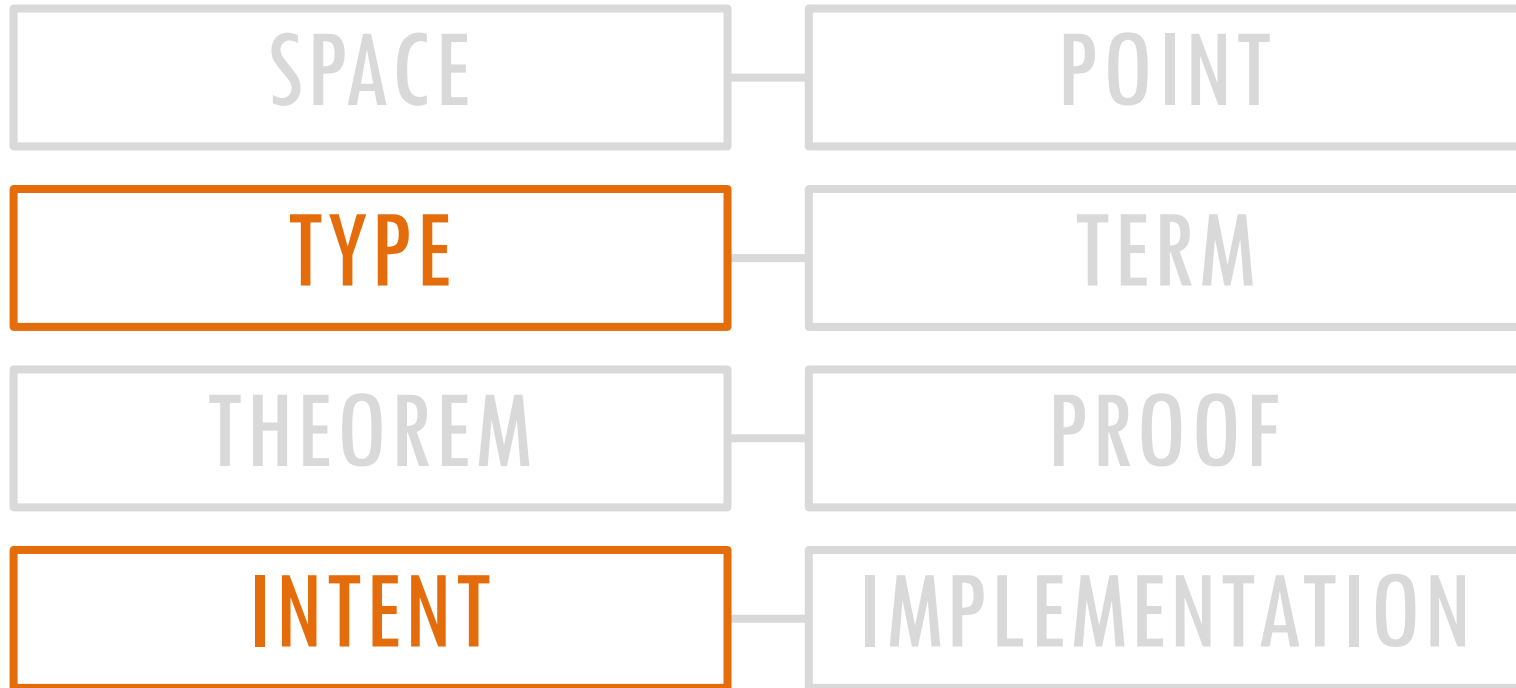 SPACE POINT
TYPE TERM
THEOREM PROOF
INTENT IMPLEMENTATION